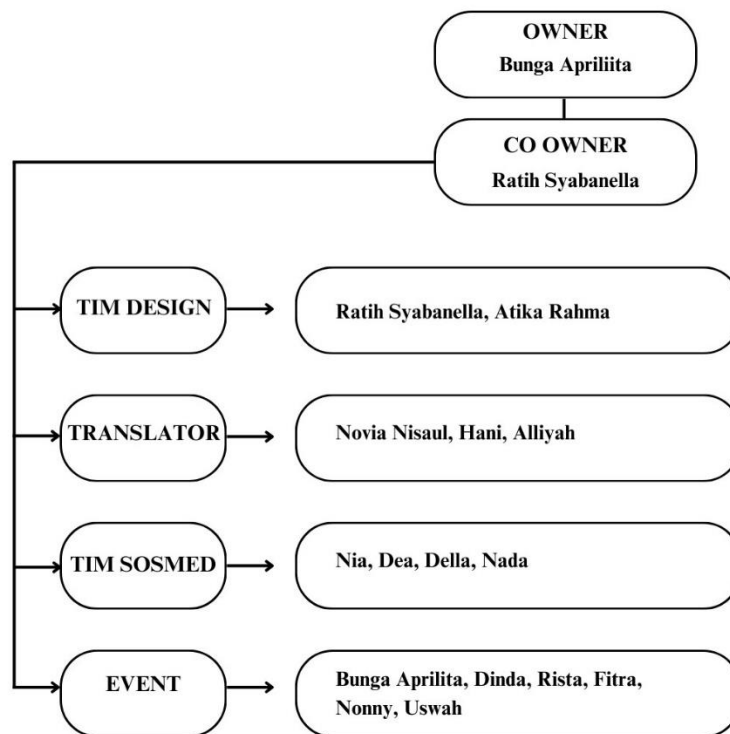 OWNER
Bunga Apriliita
CO OWNER
Ratih Syabanella
TIM DESIGN
Ratih Syabanella, Atika Rahma
TRANSLATOR
Novia Nisaul, Hani, Alliyah
TIM SOSMED
Nia, Dea, Della, Nada
EVENT
Bunga Aprilita, Dinda, Rista, Fitra,
Nonny, Uswah